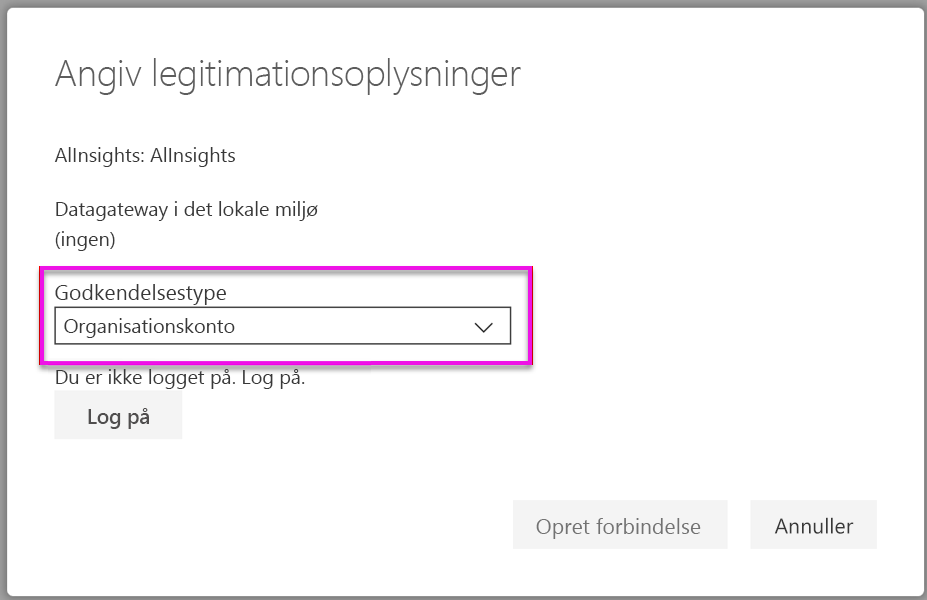 Angiv legitimationsoplysninger
AIInsights: AIInsights
Datagateway i det lokale miljø
(ingen)
Godkendelsestype
Organisationskonto
Du er ikke logget på. Log på.
Log på
Opret forbindelse
Annuller